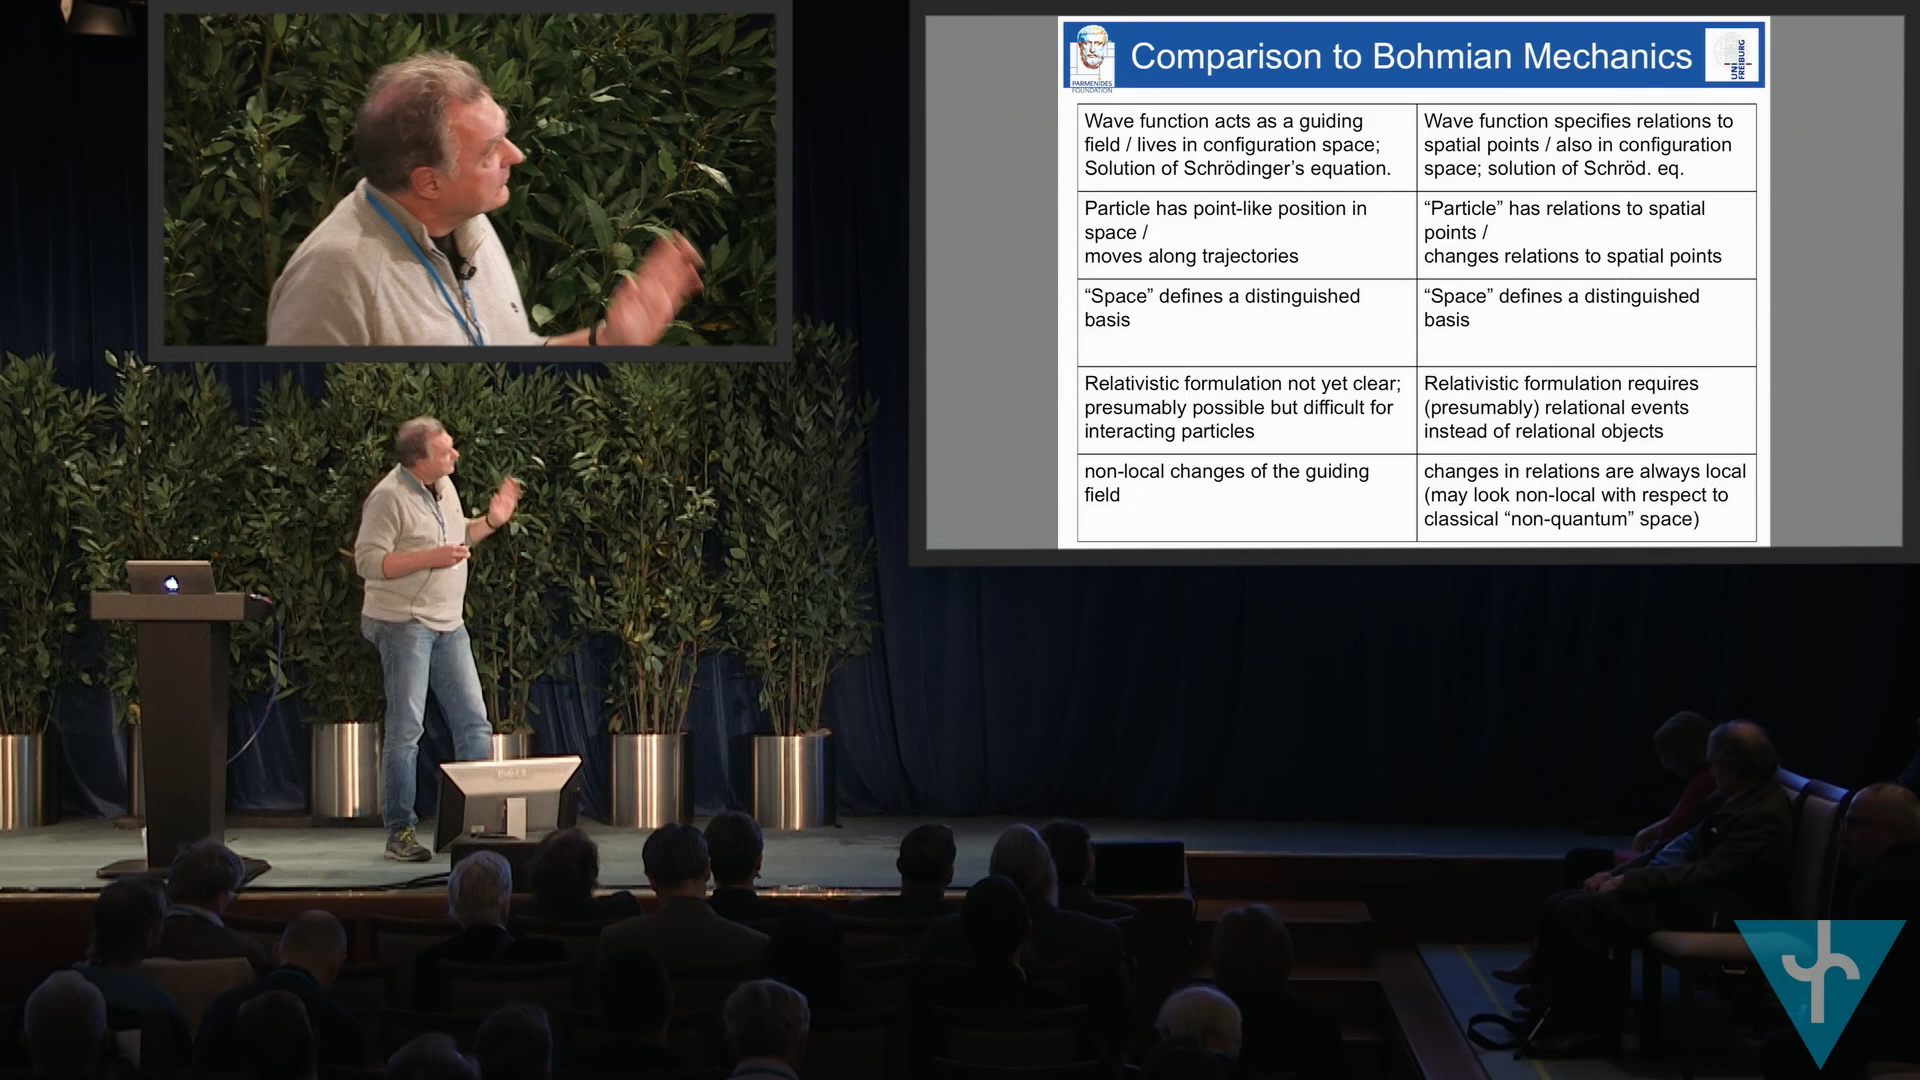 Comparison to Bohmian Mechanics
PARMENIDES
FOUNDATION
UNI
FREIBURG
Wave function acts as a guiding
field / lives in configuration space;
Solution of Schrödinger’s equation.
Wave function specifies relations to
spatial points / also in configuration
space; solution of Schröd. eq.
Particle has point-like position in
space /
moves along trajectories
“Particle” has relations to spatial
points /
changes relations to spatial points
“Space” defines a distinguished
basis
“Space” defines a distinguished
basis
Relativistic formulation not yet clear;
presumably possible but difficult for
interacting particles
Relativistic formulation requires
(presumably) relational events
instead of relational objects
non-local changes of the guiding
field
changes in relations are always local
(may look non-local with respect to
classical “non-quantum” space)